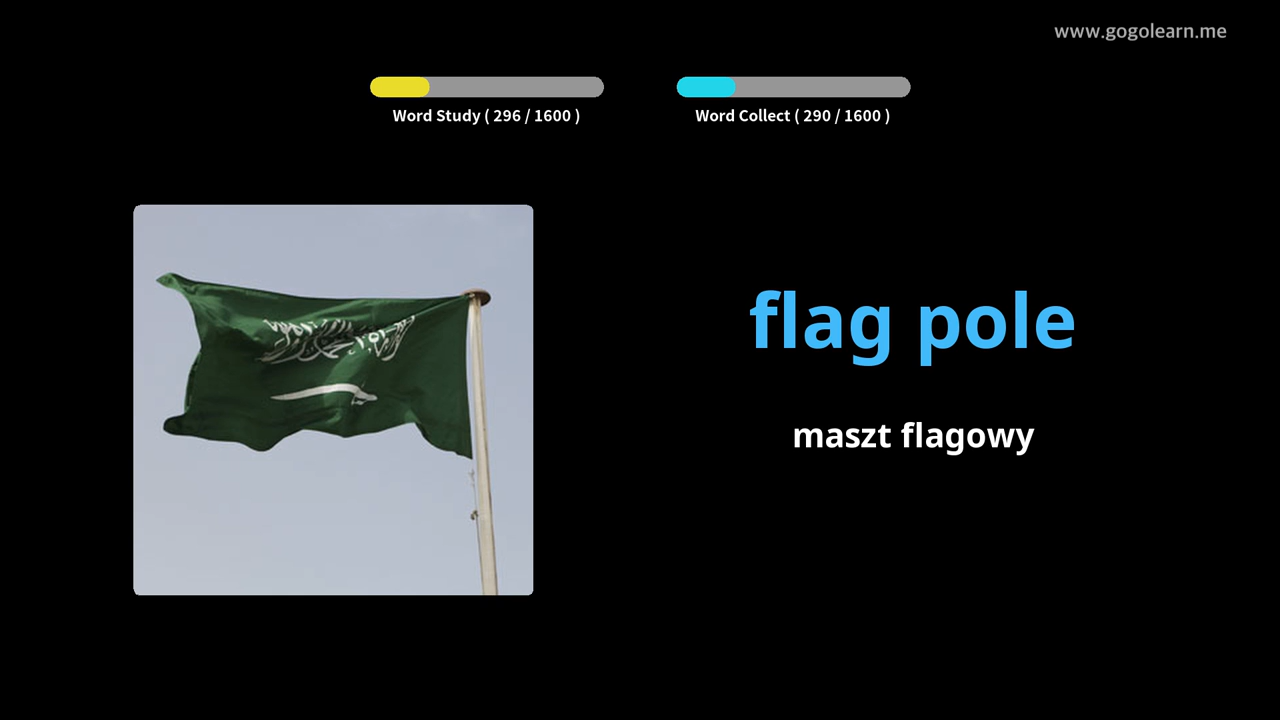 www.gogolearn.me
Word Study ( 296 / 1600 )
Word Collect ( 290 / 1600 )
flag pole
maszt flagowy